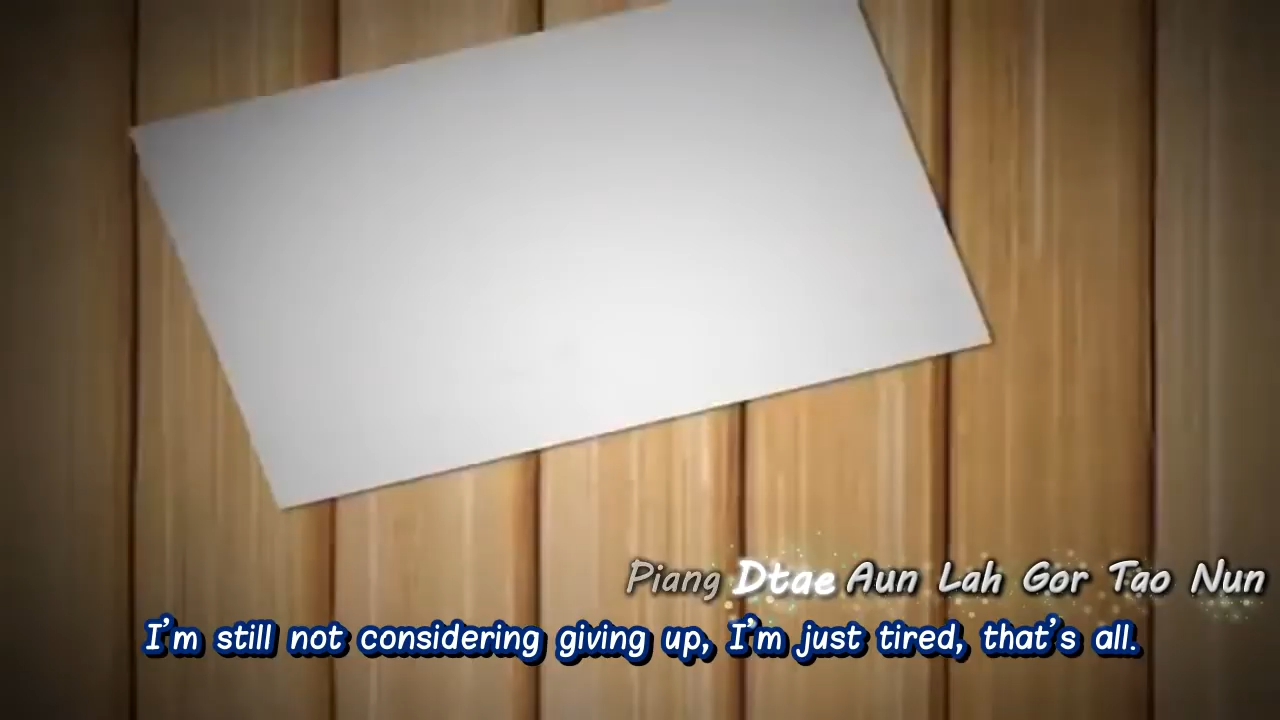 Piang Dtae Aun Lah Gor Tao Nun
I'm still not considering giving up, I'm just tired, that's all.